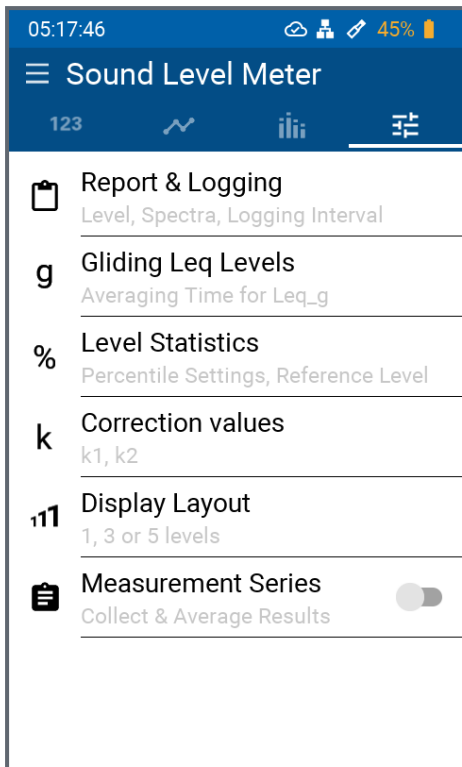 05:17:46 45%
Sound Level Meter
123
Report & Logging
Level, Spectra, Logging Interval
g Gliding Leq Levels
Averaging Time for Leq_g
% Level Statistics
Percentile Settings, Reference Level
k Correction values
k1, k2
111 Display Layout
1, 3 or 5 levels
Measurement Series
Collect & Average Results